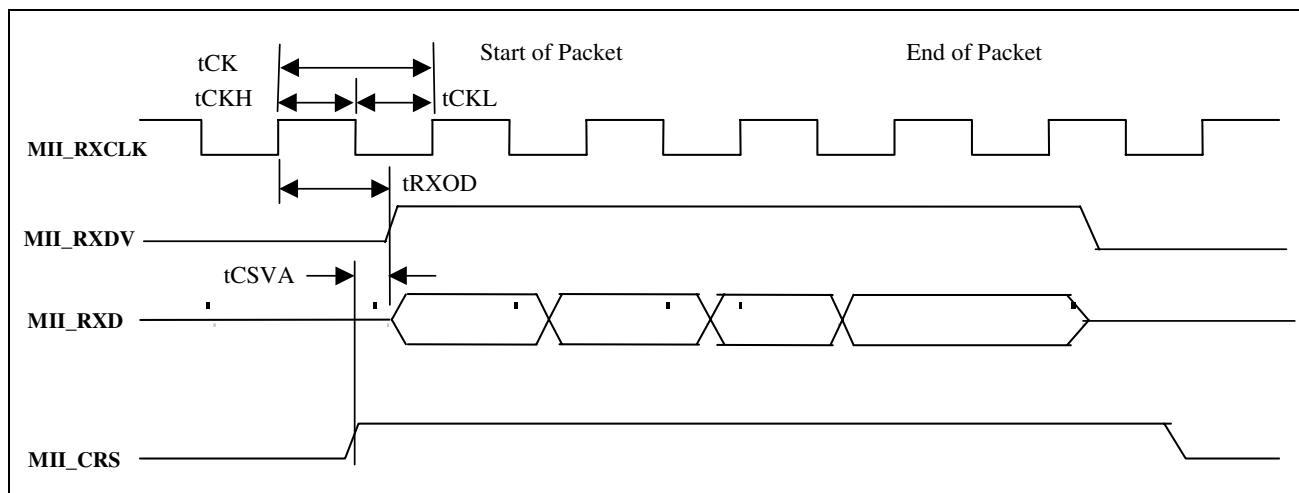 Start of Packet
End of Packet
tCK
tCKH
tCKL
MII_RXCLK
tRXOD
MII_RXDV
tCSVA
MII_RXD
MII_CRS